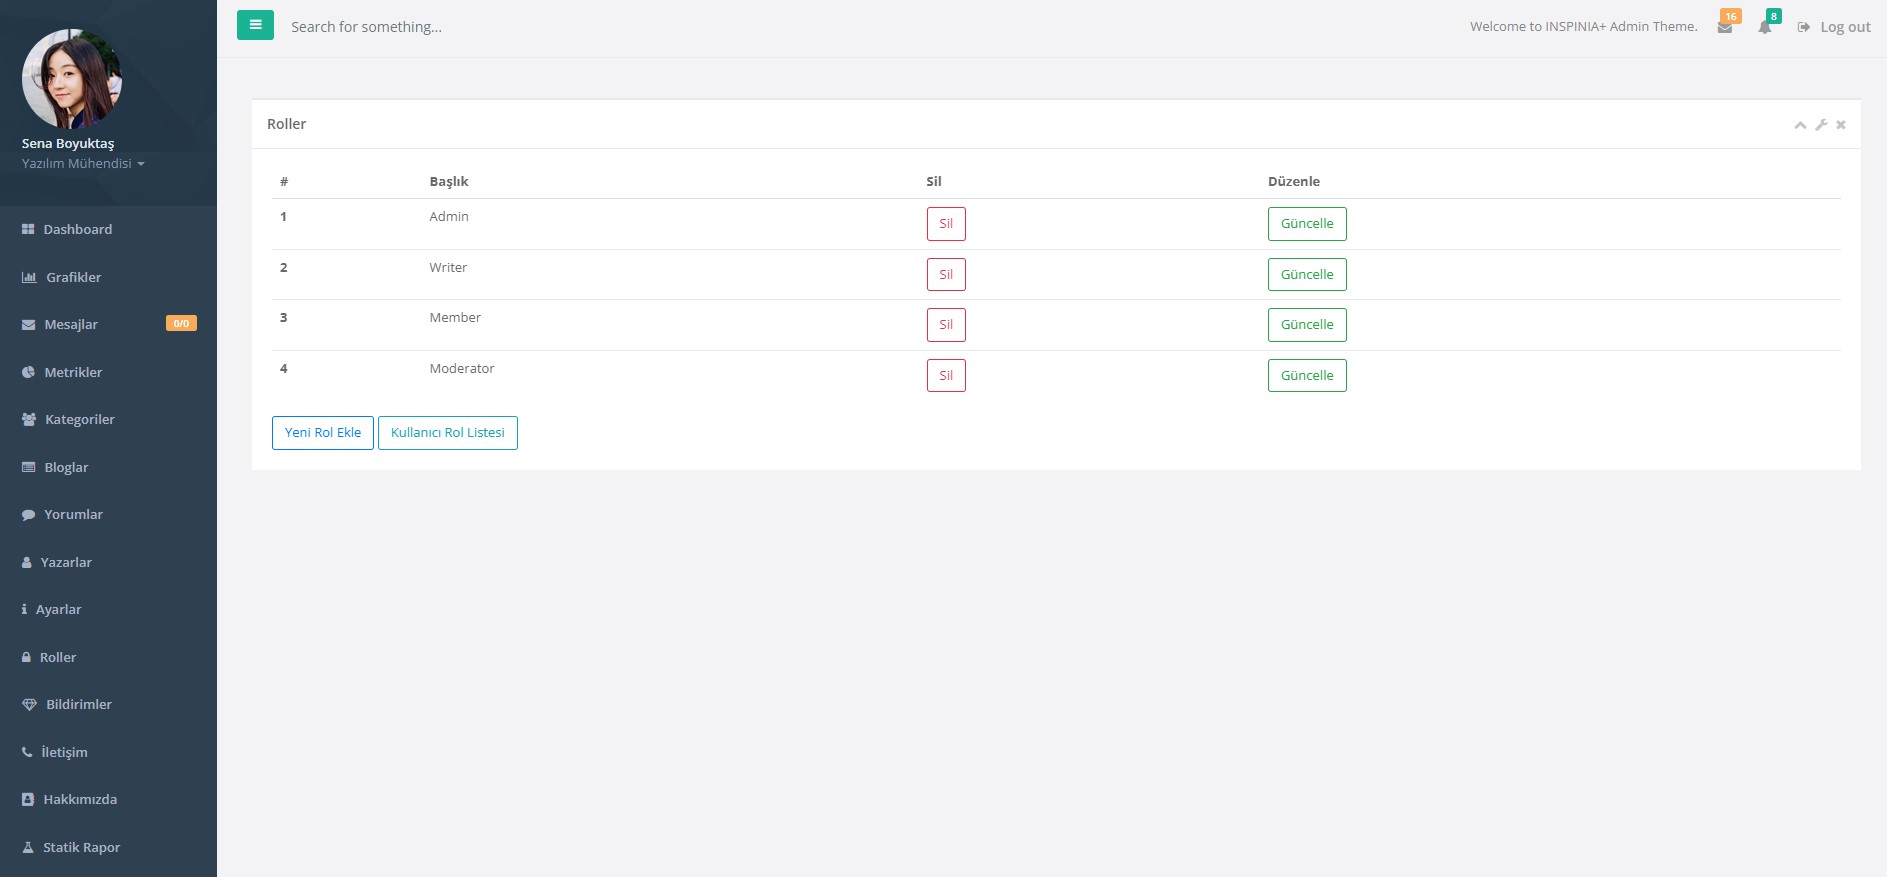 Search for something...
Welcome to INSPINIA+ Admin Theme.
16
8
Log out
Sena Boyuktaş
Yazılım Mühendisi
Dashboard
Grafikler
Mesajlar
0/0
Metrikler
Kategoriler
Bloglar
Yorumlar
Yazarlar
Ayarlar
Roller
Bildirimler
İletişim
Hakkımızda
Statik Rapor
Roller
# Başlık Sil Düzenle
1 Admin Sil Güncelle
2 Writer Sil Güncelle
3 Member Sil Güncelle
4 Moderator Sil Güncelle
Yeni Rol Ekle Kullanıcı Rol Listesi